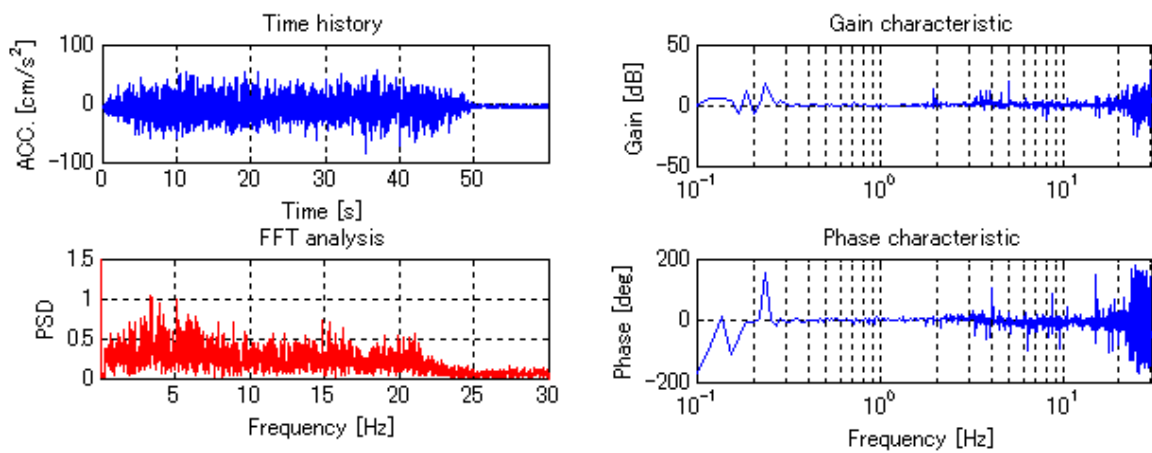 Time history
100
0
-100
ACC. [cm/s²]
0 10 20 30 40 50
Time [s]
FFT analysis
1.5
1
0.5
0
PSD
5 10 15 20 25 30
Frequency [Hz]
Gain characteristic
50
0
-50
Gain [dB]
10⁻¹ 10⁰ 10¹
Phase characteristic
200
0
-200
Phase [deg.]
10⁻¹ 10⁰ 10¹
Frequency [Hz]